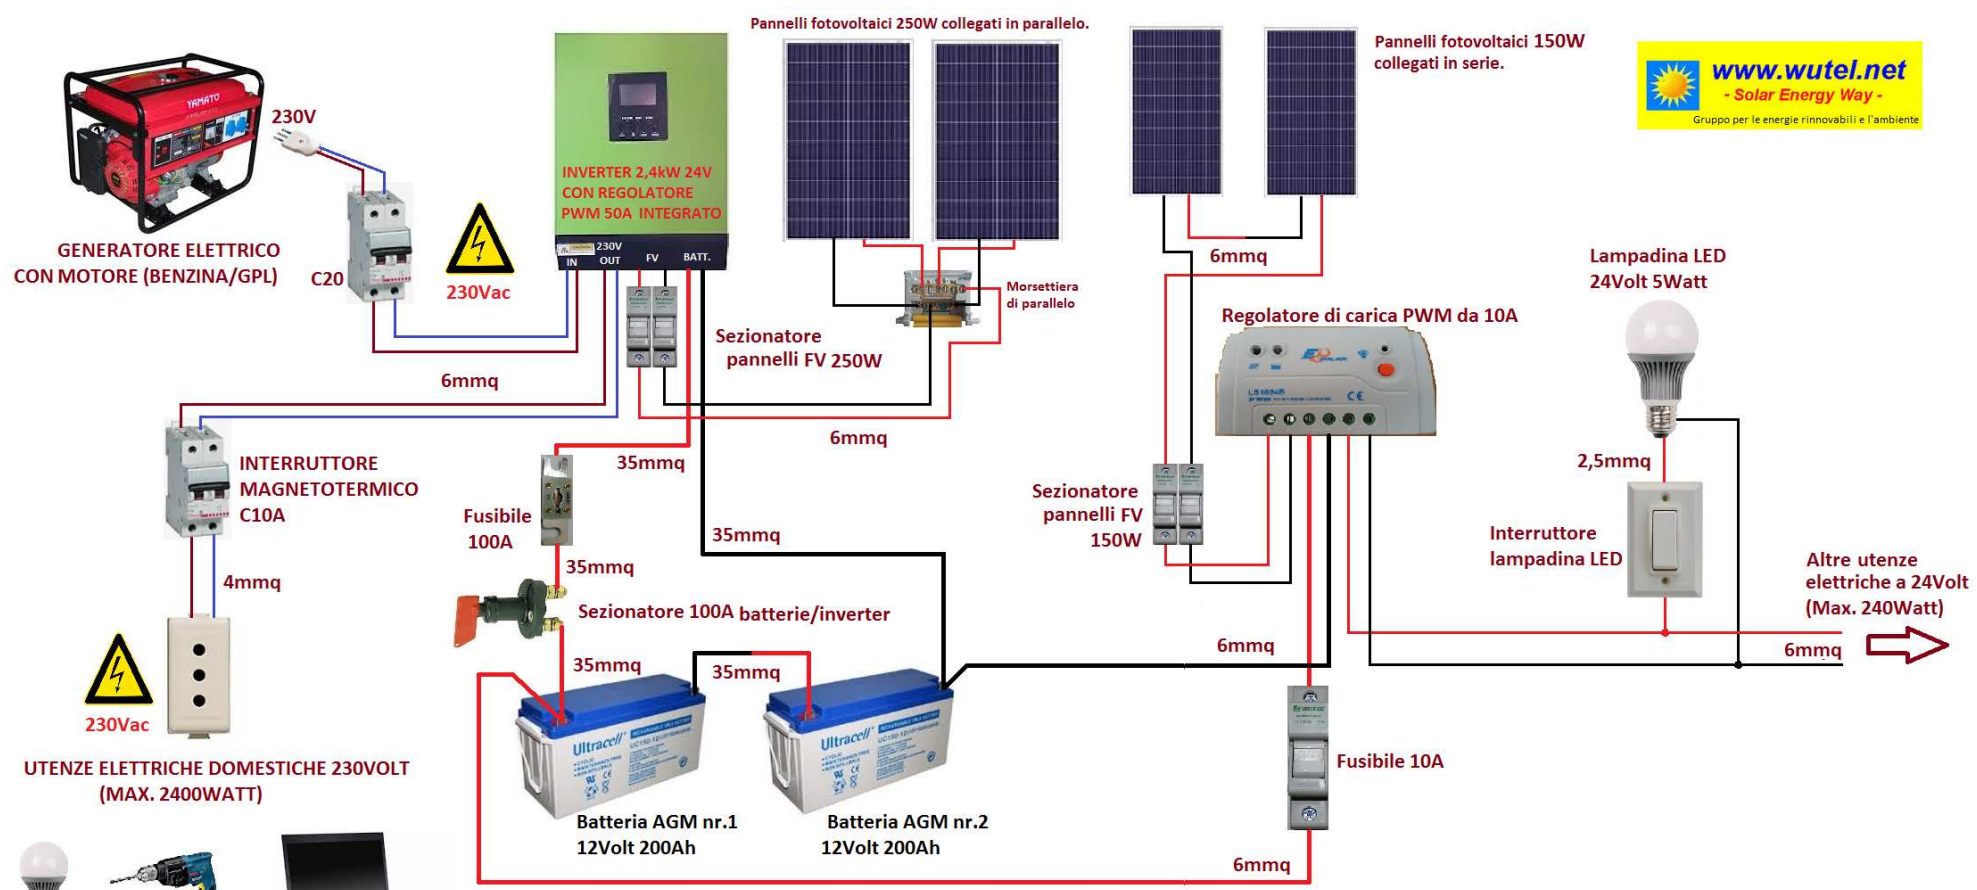 Pannelli fotovoltaici 250W collegati in parallelo.
Pannelli fotovoltaici 150W
collegati in serie.
www.wutel.net
- Solar Energy Way -
Gruppo per le energie rinnovabili e l'ambiente
YAMATO
230V
INVERTER 2,4kW 24V
CON REGOLATORE
PWM 50A INTEGRATO
230V
IN
OUT
FV
BATT.
GENERATORE ELETTRICO
CON MOTORE (BENZINA/GPL)
C20
230Vac
Morsettiera
di parallelo
6mmq
Lampadina LED
24Volt 5Watt
Sezionatore
pannelli FV 250W
Regolatore di carica PWM da 10A
6mmq
6mmq
35mmq
INTERRUTTORE
MAGNETOTERMICO
C10A
Fusibile
100A
35mmq
35mmq
Sezionatore
pannelli FV
150W
2,5mmq
Interruttore
lampadina LED
4mmq
Sezionatore 100A batterie/inverter
Altre utenze
elettriche a 24Volt
(Max. 240Watt)
6mmq
35mmq
35mmq
6mmq
230Vac
Ultracell
Ultracell
UTENZE ELETTRICHE DOMESTICHE 230VOLT
(MAX. 2400WATT)
Fusibile 10A
Batteria AGM nr.1
12Volt 200Ah
Batteria AGM nr.2
12Volt 200Ah
6mmq